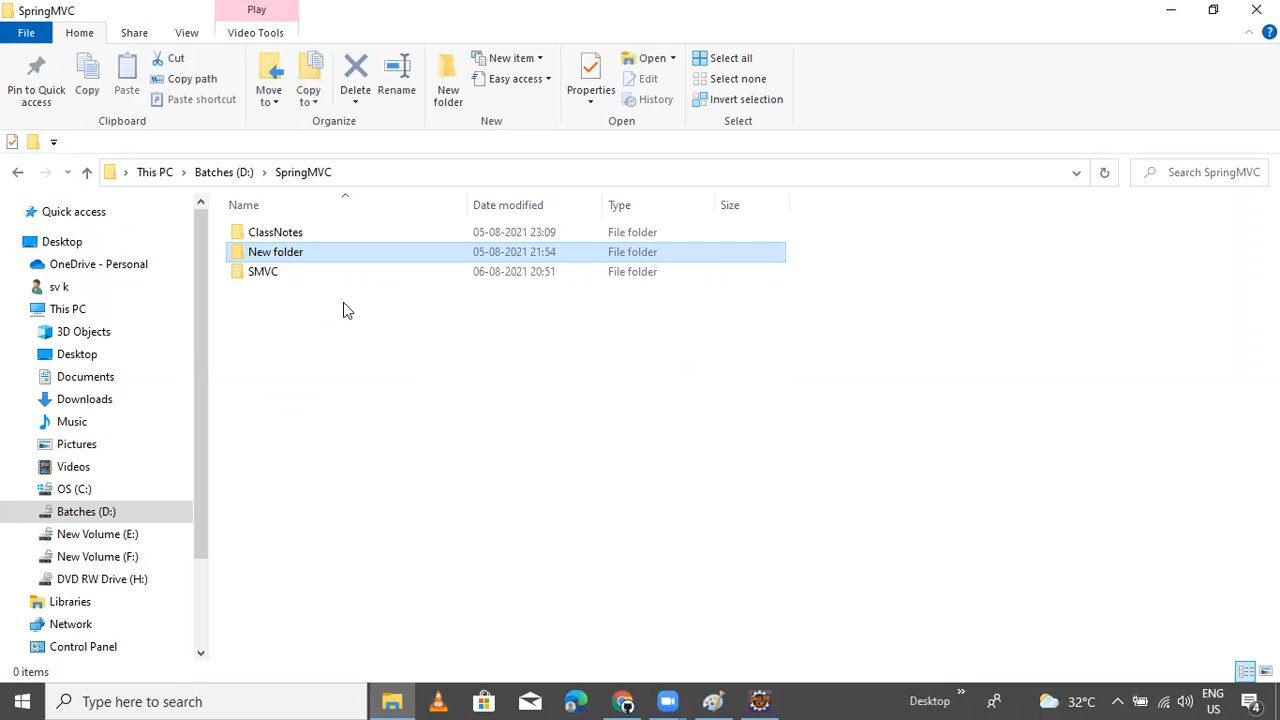 SpringMVC
Play
File Home Share View Video Tools
Pin to Quick access
Copy
Paste
Cut
Copy path
Paste shortcut
Move to
Copy to
Delete
Rename
New folder
New item
Easy access
Properties
Open
Edit
History
Select all
Select none
Invert selection
Clipboard Organize New Open Select
This PC Batches (D:) SpringMVC
Search SpringMVC
Name Date modified Type Size
ClassNotes 05-08-2021 23:09 File folder
New folder 05-08-2021 21:54 File folder
SMVC 06-08-2021 20:51 File folder
Quick access
Desktop
OneDrive - Personal
sv k
This PC
3D Objects
Desktop
Documents
Downloads
Music
Pictures
Videos
OS (C:)
Batches (D:)
New Volume (E:)
New Volume (F:)
DVD RW Drive (H:)
Libraries
Network
Control Panel
0 items
Type here to search
Desktop
32°C
ENG
US
4